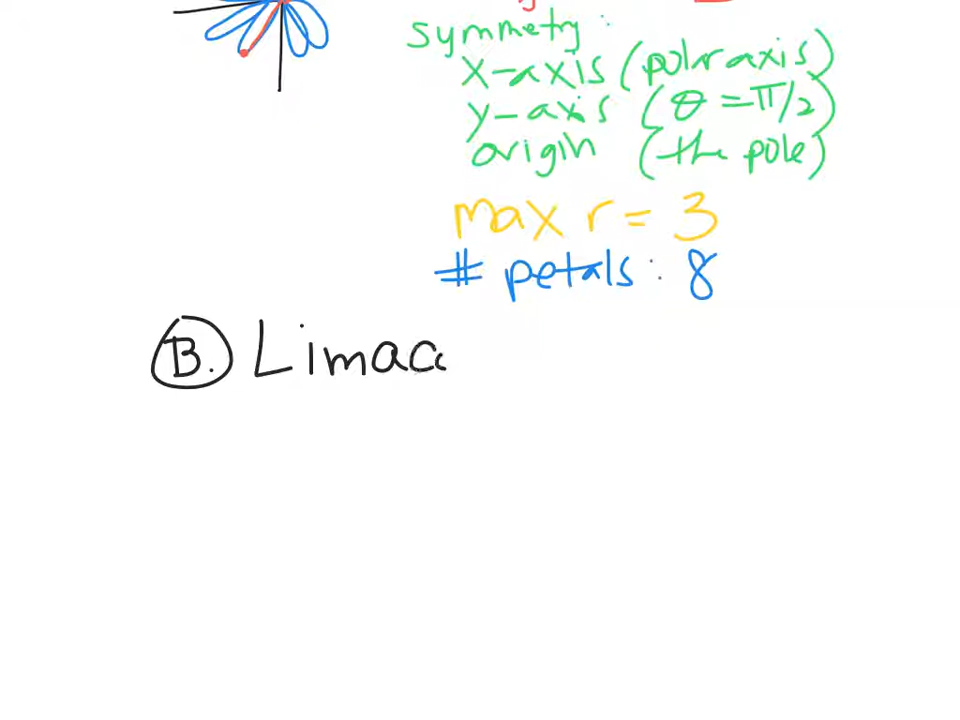 symmetry:
x-axis (polar axis)
y-axis (θ = π/2)
origin (the pole)
max r = 3
# petals : 8
B. Limac